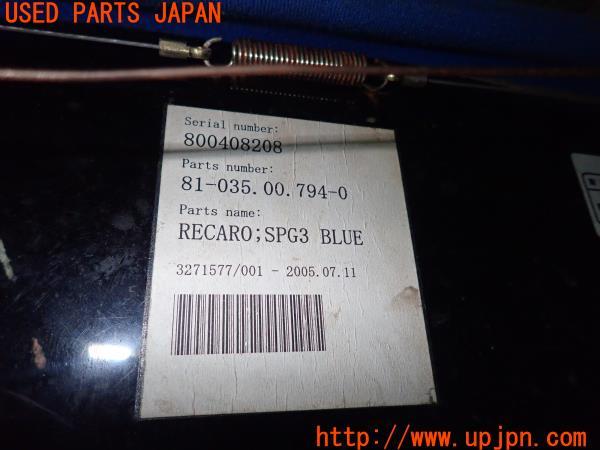 USED PARTS JAPAN
Serial number:
800408208
Parts number:
81-035.00.794-0
Parts name:
RECARO;SPG3 BLUE
3271577/001 - 2005.07.11
http://www.upjpn.com